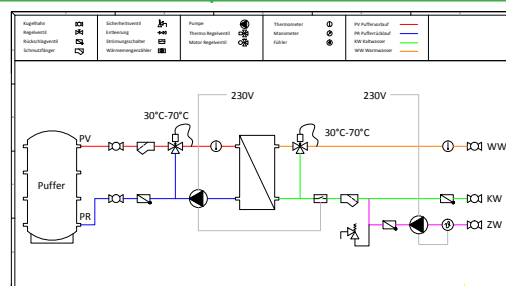 Kugelhahn
Regelventil
Rückschlagventil
Schmutzfänger
Sicherheitsventil
Entleerung
Strömungsschalter
Wärmemengenzähler
Pumpe
Thermo Regelventil
Motor Regelventil
Thermometer
Manometer
Fühler
PV Puffervorlauf
PR Pufferrücklauf
KW Kaltwasser
WW Warmwasser
230V
230V
30°C-70°C
30°C-70°C
PV
WW
Puffer
KW
PR
ZW